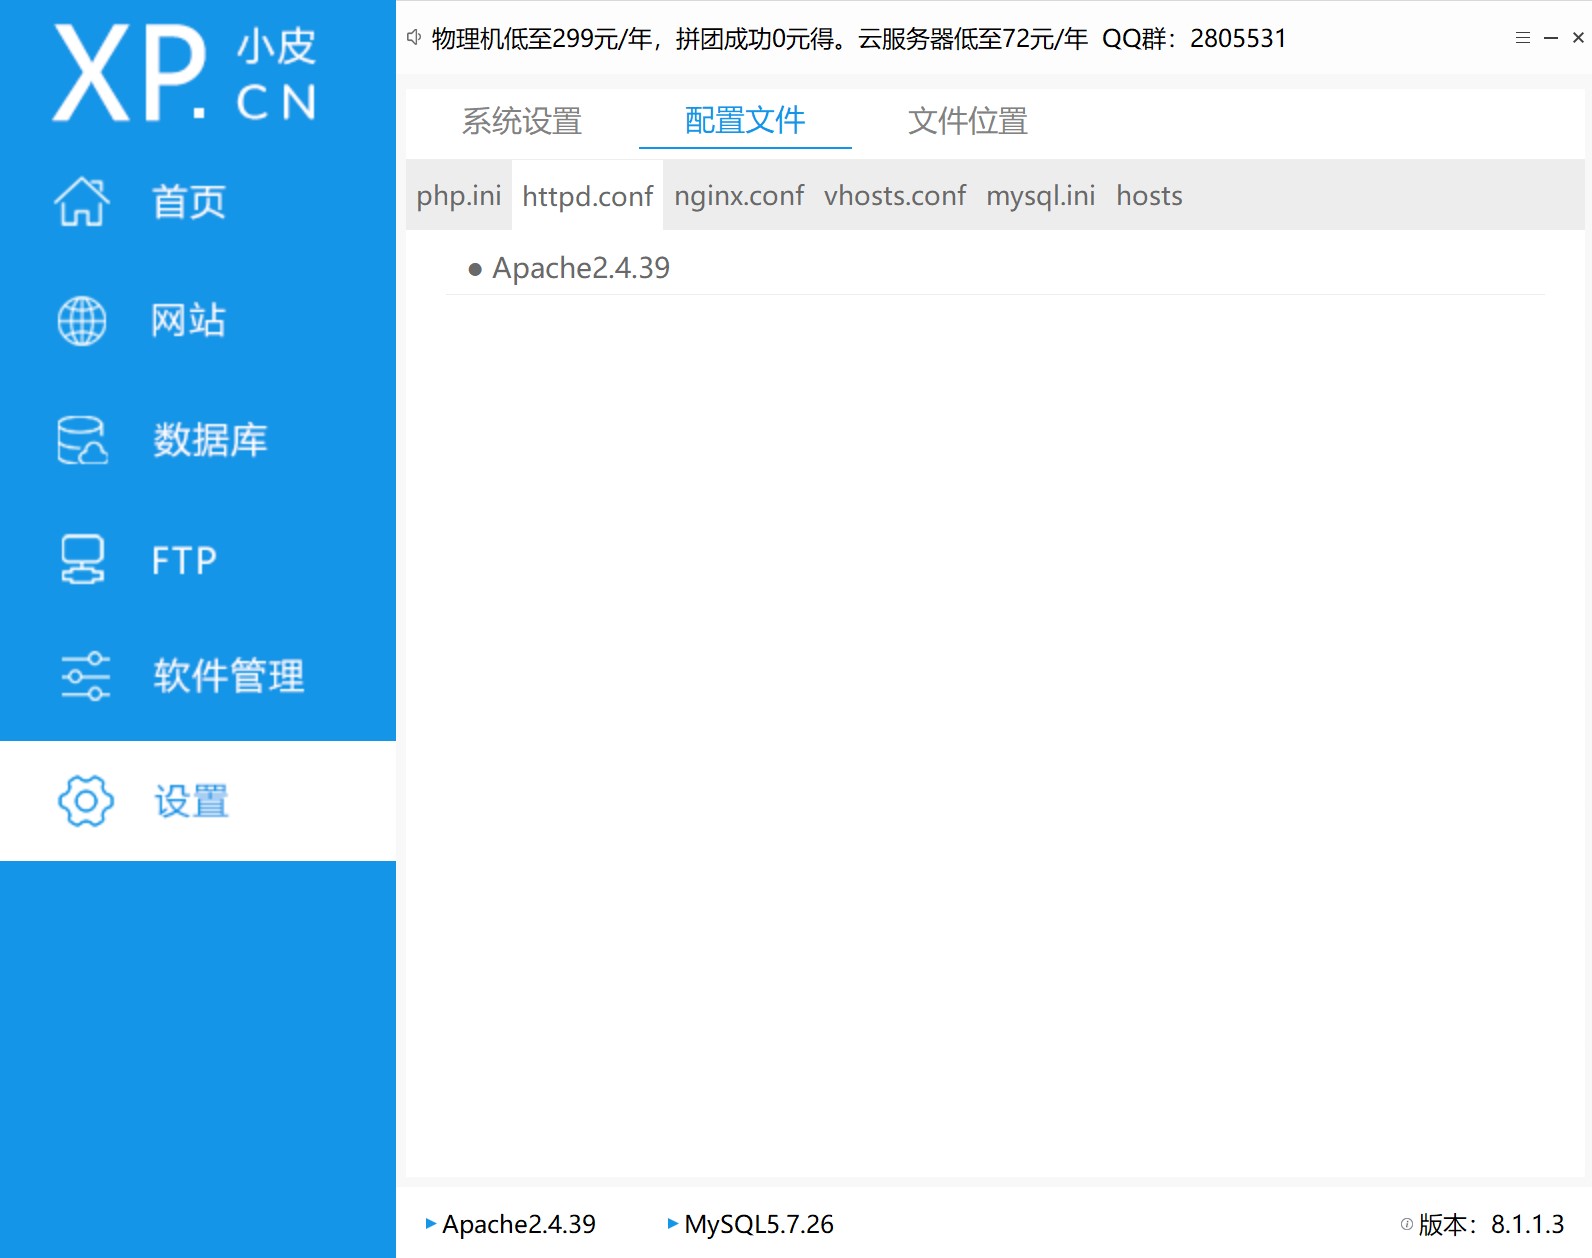 XP.小皮CN
首页
网站
数据库
FTP
软件管理
设置
物理机低至299元/年，拼团成功0元得。云服务器低至72元/年 QQ群：2805531
系统设置 配置文件 文件位置
php.ini httpd.conf nginx.conf vhosts.conf mysql.ini hosts
● Apache2.4.39
Apache2.4.39 MySQL5.7.26 版本：8.1.1.3